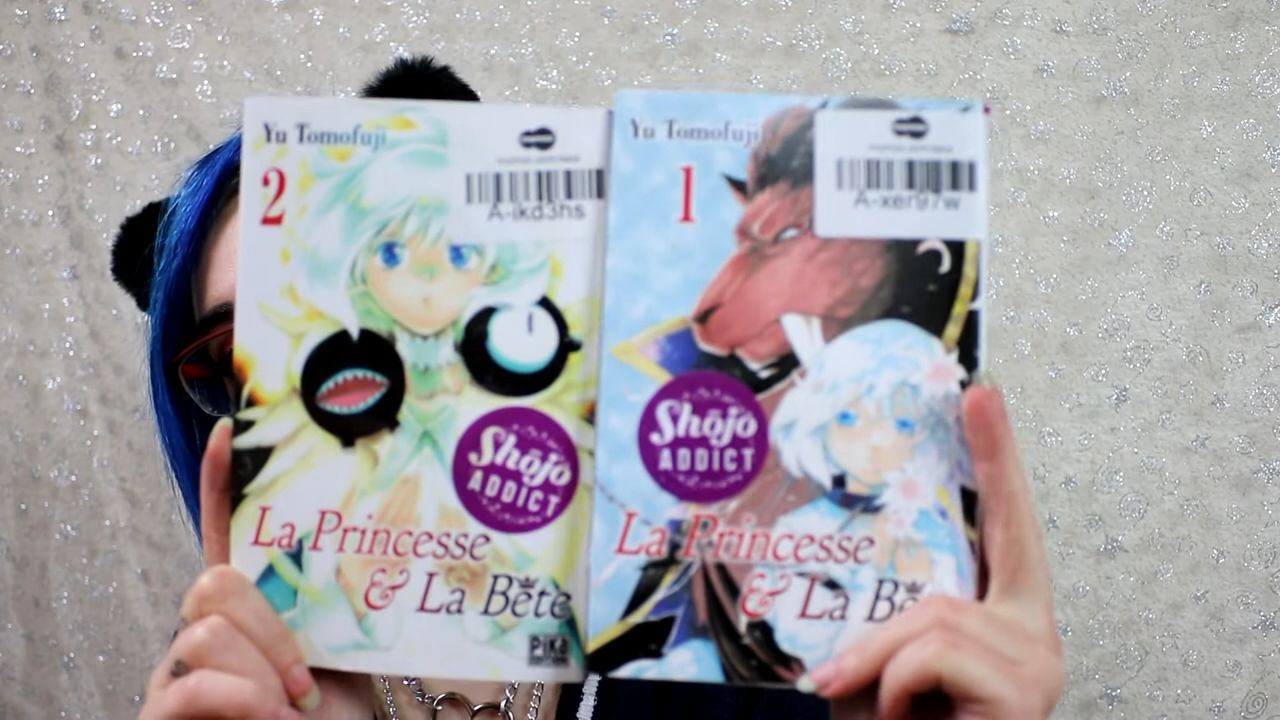 Yu Tomofuji
2
A-ikd3hs
Shōjo
ADDICT
La Princesse
& La Bête
Pika
Yu Tomofuji
1
A-xer97w
Shōjo
ADDICT
La Princesse
& La Bê